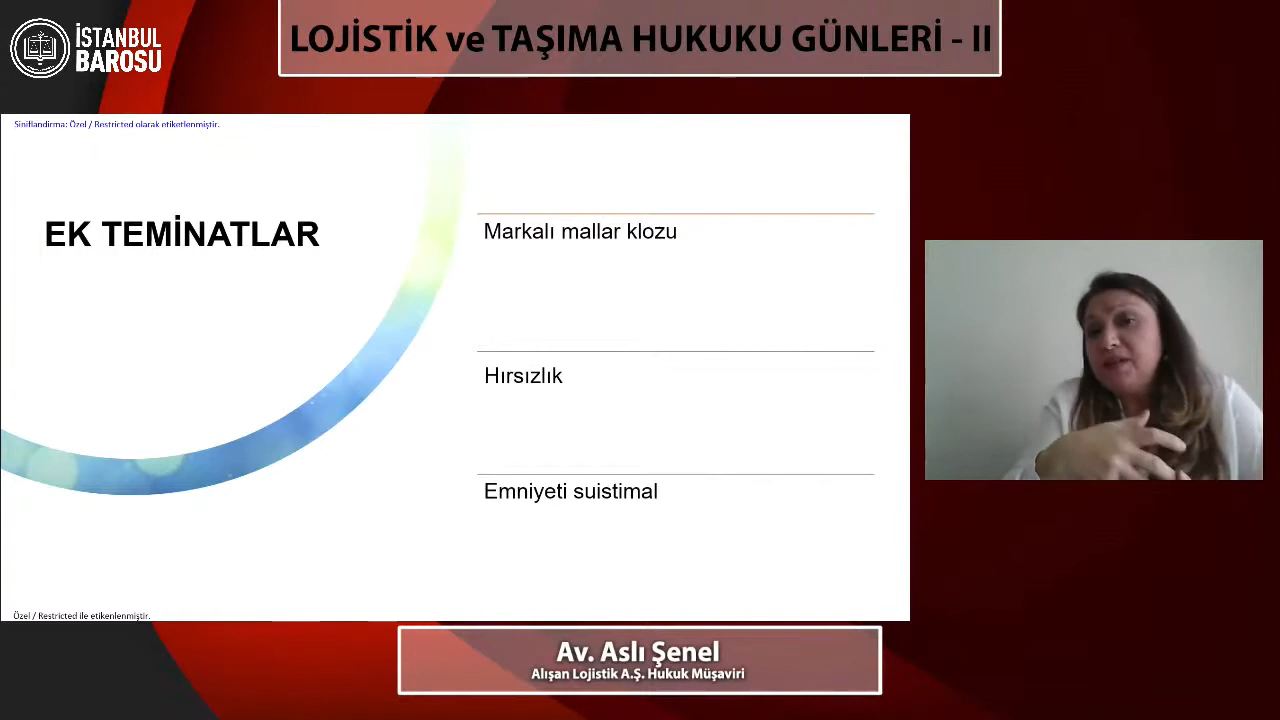 İSTANBUL
BAROSU
LOJİSTİK ve TAŞIMA HUKUKU GÜNLERİ - II
Sınıflandırma: Özel / Restricted olarak etiketlenmiştir.
EK TEMİNATLAR
Markalı mallar klozu
Hırsızlık
Emniyeti suistimal
Özel / Restricted ile etikenlenmiştir.
Av. Aslı Şenel
Alışan Lojistik A.Ş. Hukuk Müşaviri